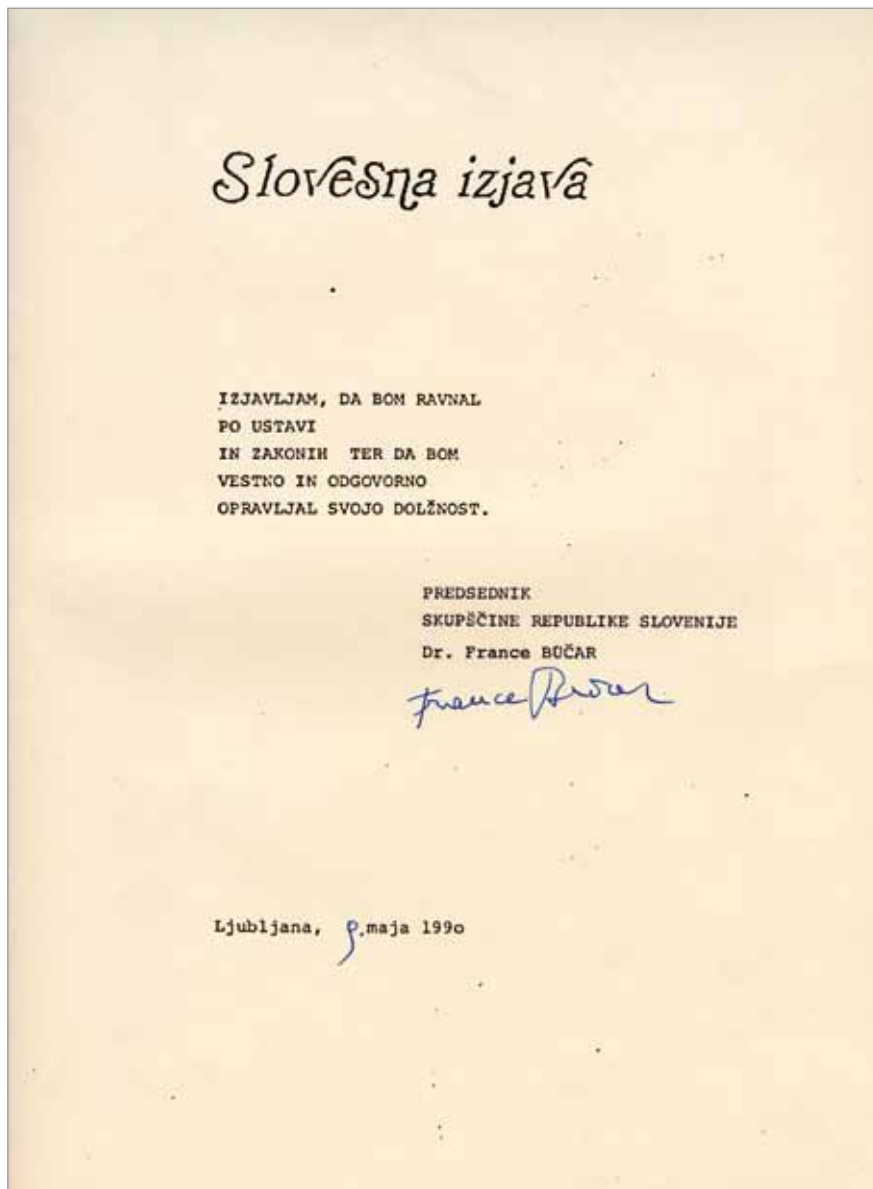 Slovesna izjava
IZJAVLJAM, DA BOM RAVNAL
PO USTAVI
IN ZAKONIH TER DA BOM
VESTNO IN ODGOVORNO
OPRAVLJAL SVOJO DOLŽNOST.
PREDSEDNIK
SKUPŠČINE REPUBLIKE SLOVENIJE
Dr. France BUČAR
France Bučar
Ljubljana, 9.maja 199o